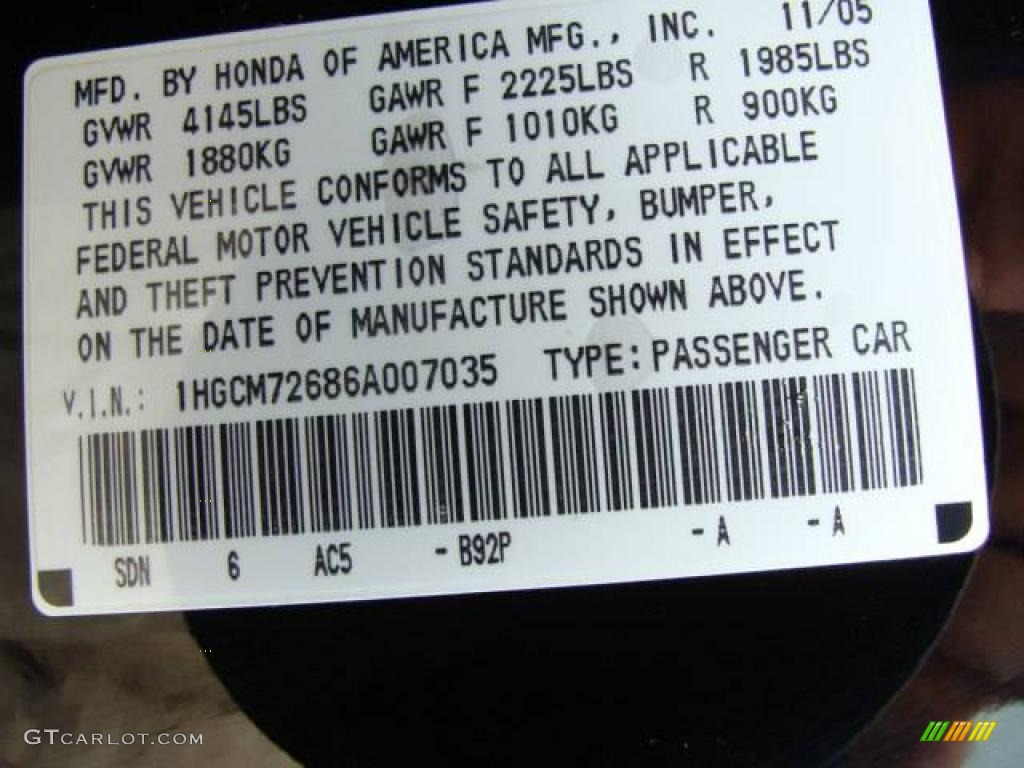 MFD. BY HONDA OF AMERICA MFG., INC. 11/05
GVWR 4145LBS GAWR F 2225LBS R 1985LBS
GVWR 1880KG GAWR F 1010KG R 900KG
THIS VEHICLE CONFORMS TO ALL APPLICABLE
FEDERAL MOTOR VEHICLE SAFETY, BUMPER,
AND THEFT PREVENTION STANDARDS IN EFFECT
ON THE DATE OF MANUFACTURE SHOWN ABOVE.
V.I.N.: 1HGCM72686A007035 TYPE: PASSENGER CAR
SDN 6 AC5 - B92P - A - A
GTCARLOT.COM